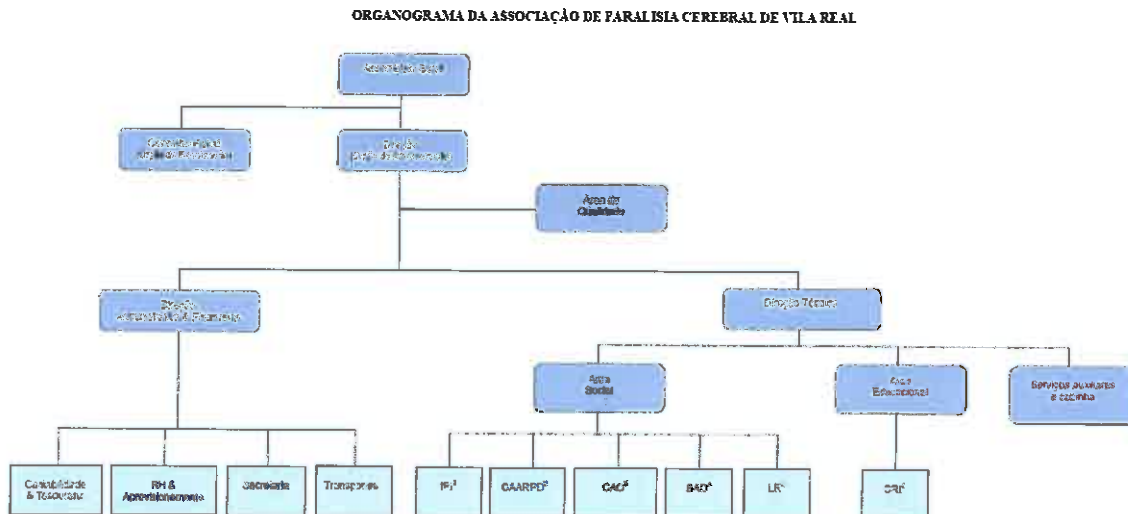 ORGANOGRAMA DA ASSOCIAÇÃO DE PARALISIA CEREBRAL DE VILA REAL
Assembleia Geral
Conselho Fiscal
Direção
Área da
Qualidade
Direção
Administrativa & Financeira
Direção Técnica
Área
Social
Área
Educacional
Serviços auxiliares
e cozinha
Contabilidade
& Tesouraria
RH &
Aprovisionamento
Secretaria
Transportes
CAARPD
CAO
SAD
LR
CRI